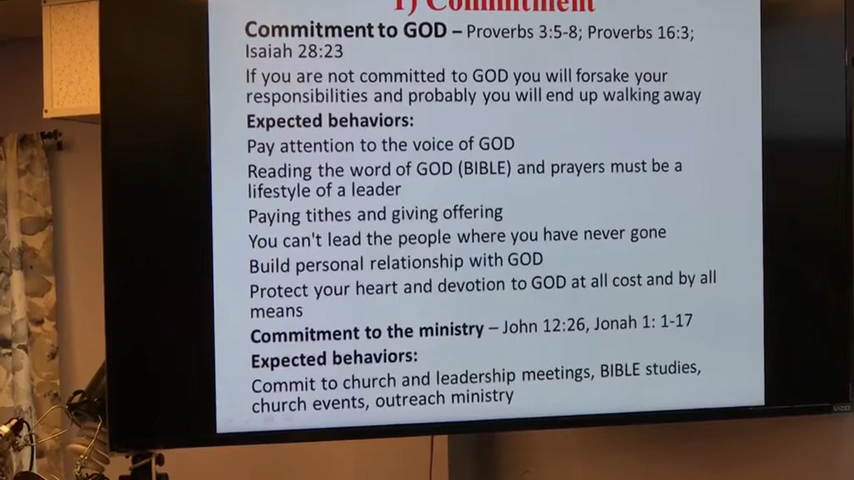 1) Commitment
Commitment to GOD – Proverbs 3:5-8; Proverbs 16:3;
Isaiah 28:23
If you are not committed to GOD you will forsake your
responsibilities and probably you will end up walking away
Expected behaviors:
Pay attention to the voice of GOD
Reading the word of GOD (BIBLE) and prayers must be a
lifestyle of a leader
Paying tithes and giving offering
You can't lead the people where you have never gone
Build personal relationship with GOD
Protect your heart and devotion to GOD at all cost and by all
means
Commitment to the ministry – John 12:26, Jonah 1: 1-17
Expected behaviors:
Commit to church and leadership meetings, BIBLE studies,
church events, outreach ministry
VIZIO